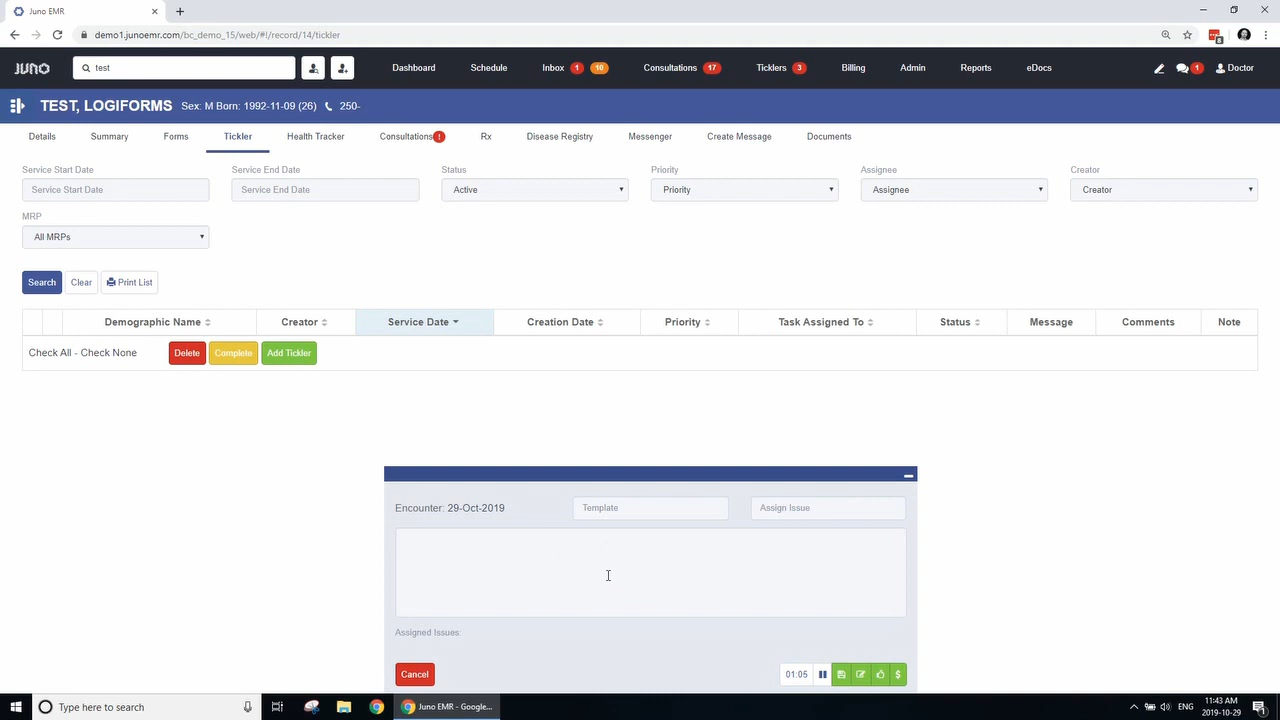 Juno EMR
demo1.junoemr.com/bc_demo_15/web/#!/record/14/tickler
8
JUNO
test
Dashboard Schedule Inbox 1 10 Consultations 17 Ticklers 3 Billing Admin Reports eDocs 1 Doctor
TEST, LOGIFORMS Sex: M Born: 1992-11-09 (26) 250-
Details Summary Forms Tickler Health Tracker Consultations ! Rx Disease Registry Messenger Create Message Documents
Service Start Date Service End Date Status Priority Assignee Creator
Service Start Date Service End Date Active Priority Assignee Creator
MRP
All MRPs
Search Clear Print List
Demographic Name Creator Service Date Creation Date Priority Task Assigned To Status Message Comments Note
Check All - Check None Delete Complete Add Tickler
Encounter: 29-Oct-2019 Template Assign Issue
Assigned Issues:
Cancel 01:05 $
Type here to search Juno EMR - Google... ENG 11:43 AM
2019-10-29 1